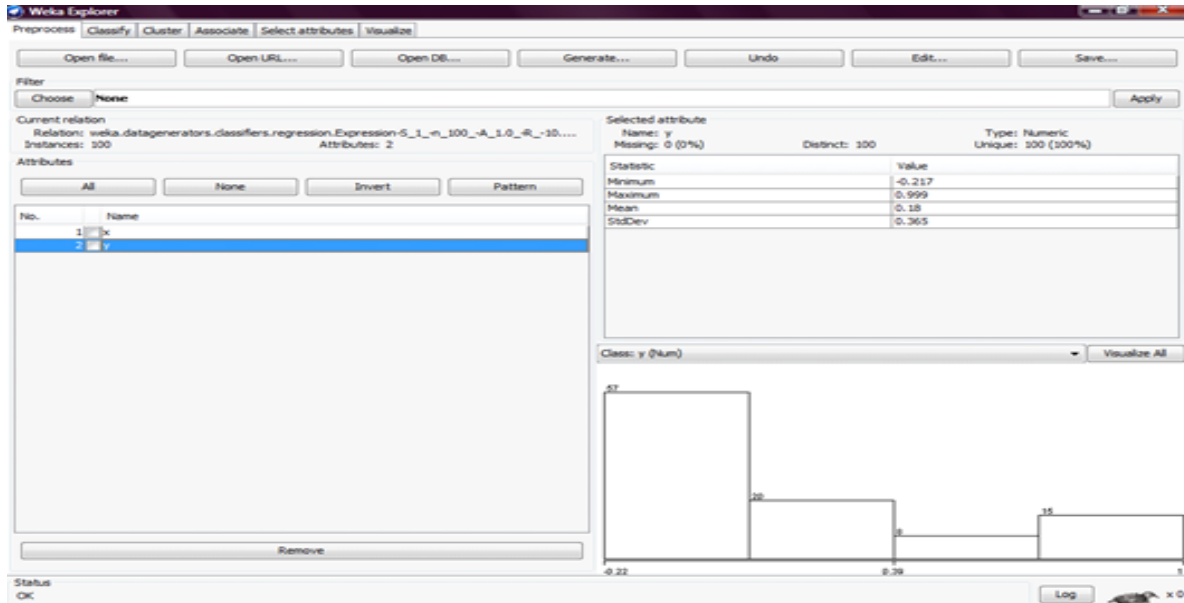 Weka Explorer
Preprocess Classify Cluster Associate Select attributes Visualize
Open file... Open URL... Open DB... Generate... Undo Edit... Save...
Filter
Choose None Apply
Current relation
Relation: weka.datagenerators.classifiers.regression.Expression-S_1_-n_100_-A_1.0_-R_-10....
Instances: 100 Attributes: 2
Attributes
All None Invert Pattern
No. Name
1 x
2 y
Remove
Selected attribute
Name: y Type: Numeric
Missing: 0 (0%) Distinct: 100 Unique: 100 (100%)
Statistic Value
Minimum -0.217
Maximum 0.999
Mean 0.18
StdDev 0.365
Class: y (Num) Visualize All
57
20
8
15
-0.22 0.39 1
Status
OK
Log x 0